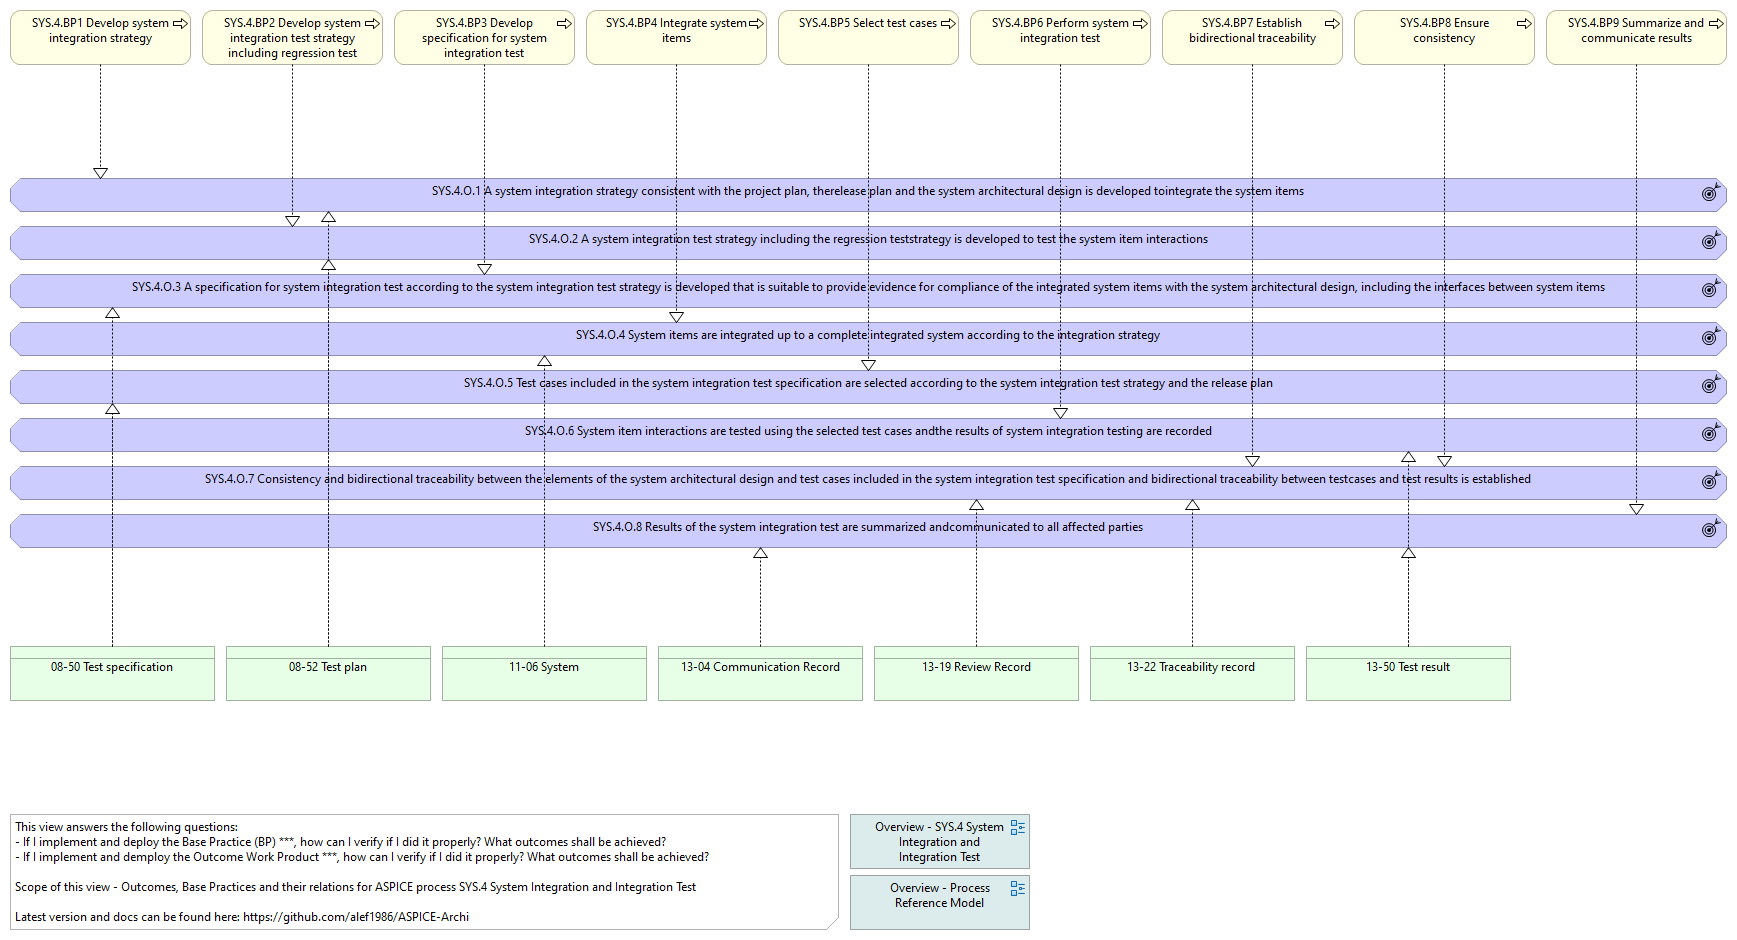 SYS.4.BP1 Develop system
integration strategy
SYS.4.BP2 Develop system
integration test strategy
including regression test
SYS.4.BP3 Develop
specification for system
integration test
SYS.4.BP4 Integrate system
items
SYS.4.BP5 Select test cases
SYS.4.BP6 Perform system
integration test
SYS.4.BP7 Establish
bidirectional traceability
SYS.4.BP8 Ensure
consistency
SYS.4.BP9 Summarize and
communicate results
SYS.4.O.1 A system integration strategy consistent with the project plan, therelease plan and the system architectural design is developed tointegrate the system items
SYS.4.O.2 A system integration test strategy including the regression teststrategy is developed to test the system item interactions
SYS.4.O.3 A specification for system integration test according to the system integration test strategy is developed that is suitable to provide evidence for compliance of the integrated system items with the system architectural design, including the interfaces between system items
SYS.4.O.4 System items are integrated up to a complete integrated system according to the integration strategy
SYS.4.O.5 Test cases included in the system integration test specification are selected according to the system integration test strategy and the release plan
SYS.4.O.6 System item interactions are tested using the selected test cases andthe results of system integration testing are recorded
SYS.4.O.7 Consistency and bidirectional traceability between the elements of the system architectural design and test cases included in the system integration test specification and bidirectional traceability between testcases and test results is established
SYS.4.O.8 Results of the system integration test are summarized andcommunicated to all affected parties
08-50 Test specification
08-52 Test plan
11-06 System
13-04 Communication Record
13-19 Review Record
13-22 Traceability record
13-50 Test result
This view answers the following questions:
- If I implement and deploy the Base Practice (BP) ***, how can I verify if I did it properly? What outcomes shall be achieved?
- If I implement and demploy the Outcome Work Product ***, how can I verify if I did it properly? What outcomes shall be achieved?
Scope of this view - Outcomes, Base Practices and their relations for ASPICE process SYS.4 System Integration and Integration Test
Latest version and docs can be found here: https://github.com/alef1986/ASPICE-Archi
Overview - SYS.4 System
Integration and
Integration Test
Overview - Process
Reference Model